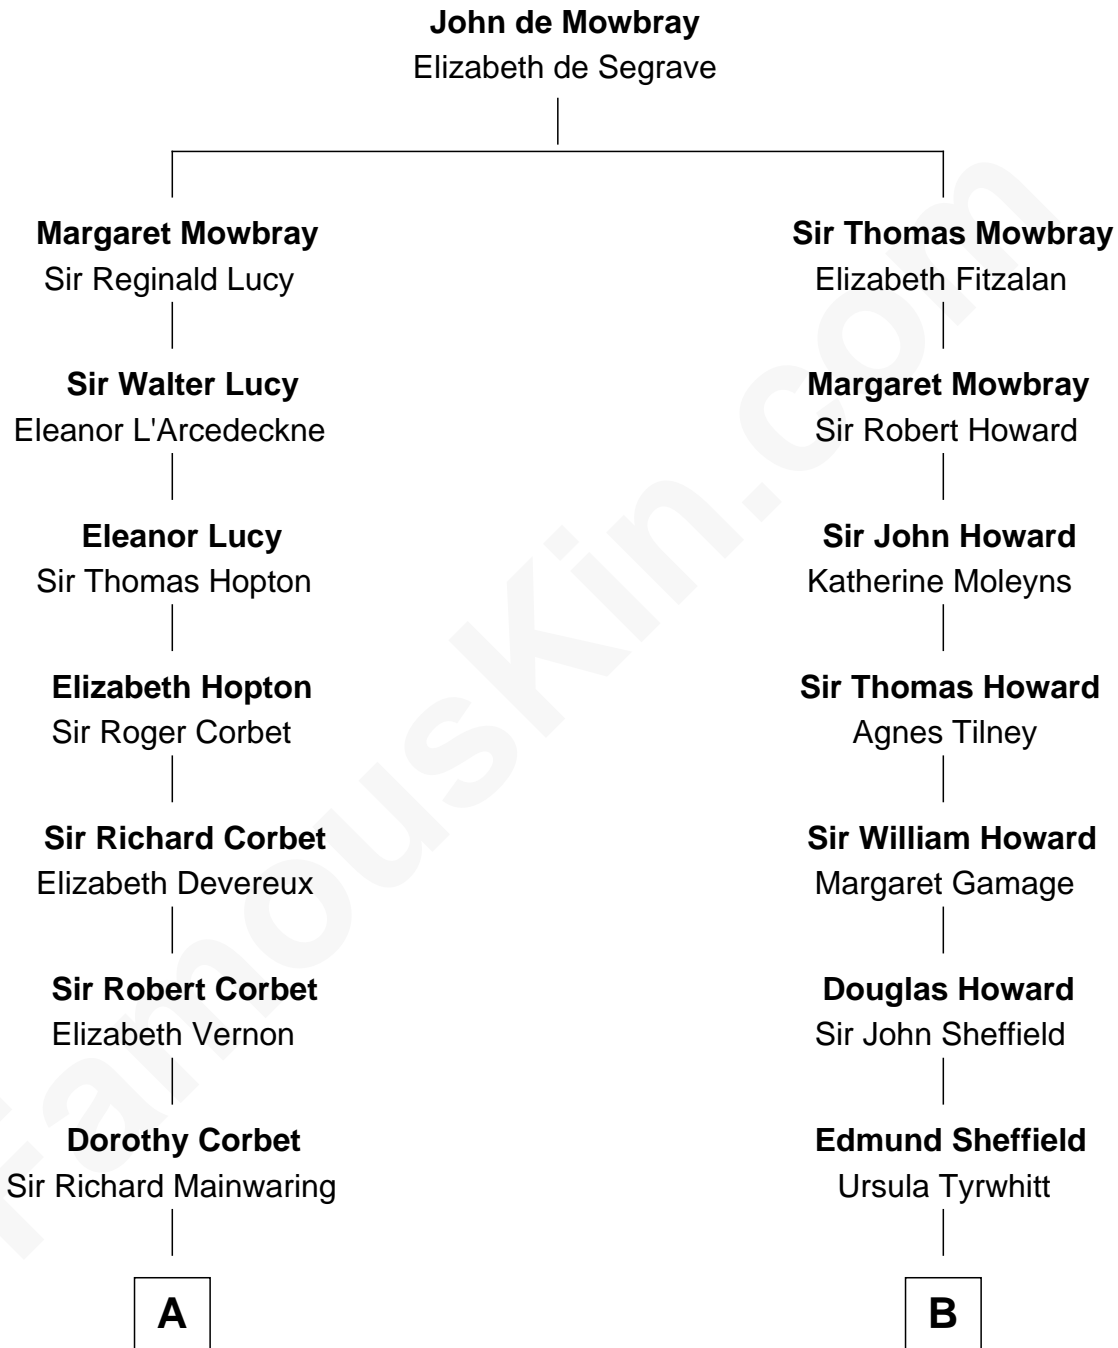 John de Mowbray
Elizabeth de Segrave
Margaret Mowbray
Sir Reginald Lucy
Sir Walter Lucy
Eleanor L'Arcedeckne
Eleanor Lucy
Sir Thomas Hopton
Elizabeth Hopton
Sir Roger Corbet
Sir Richard Corbet
Elizabeth Devereux
Sir Robert Corbet
Elizabeth Vernon
Dorothy Corbet
Sir Richard Mainwaring
A
Sir Thomas Mowbray
Elizabeth Fitzalan
Margaret Mowbray
Sir Robert Howard
Sir John Howard
Katherine Moleyns
Sir Thomas Howard
Agnes Tilney
Sir William Howard
Margaret Gamage
Douglas Howard
Sir John Sheffield
Edmund Sheffield
Ursula Tyrwhitt
B
FamousKin.com